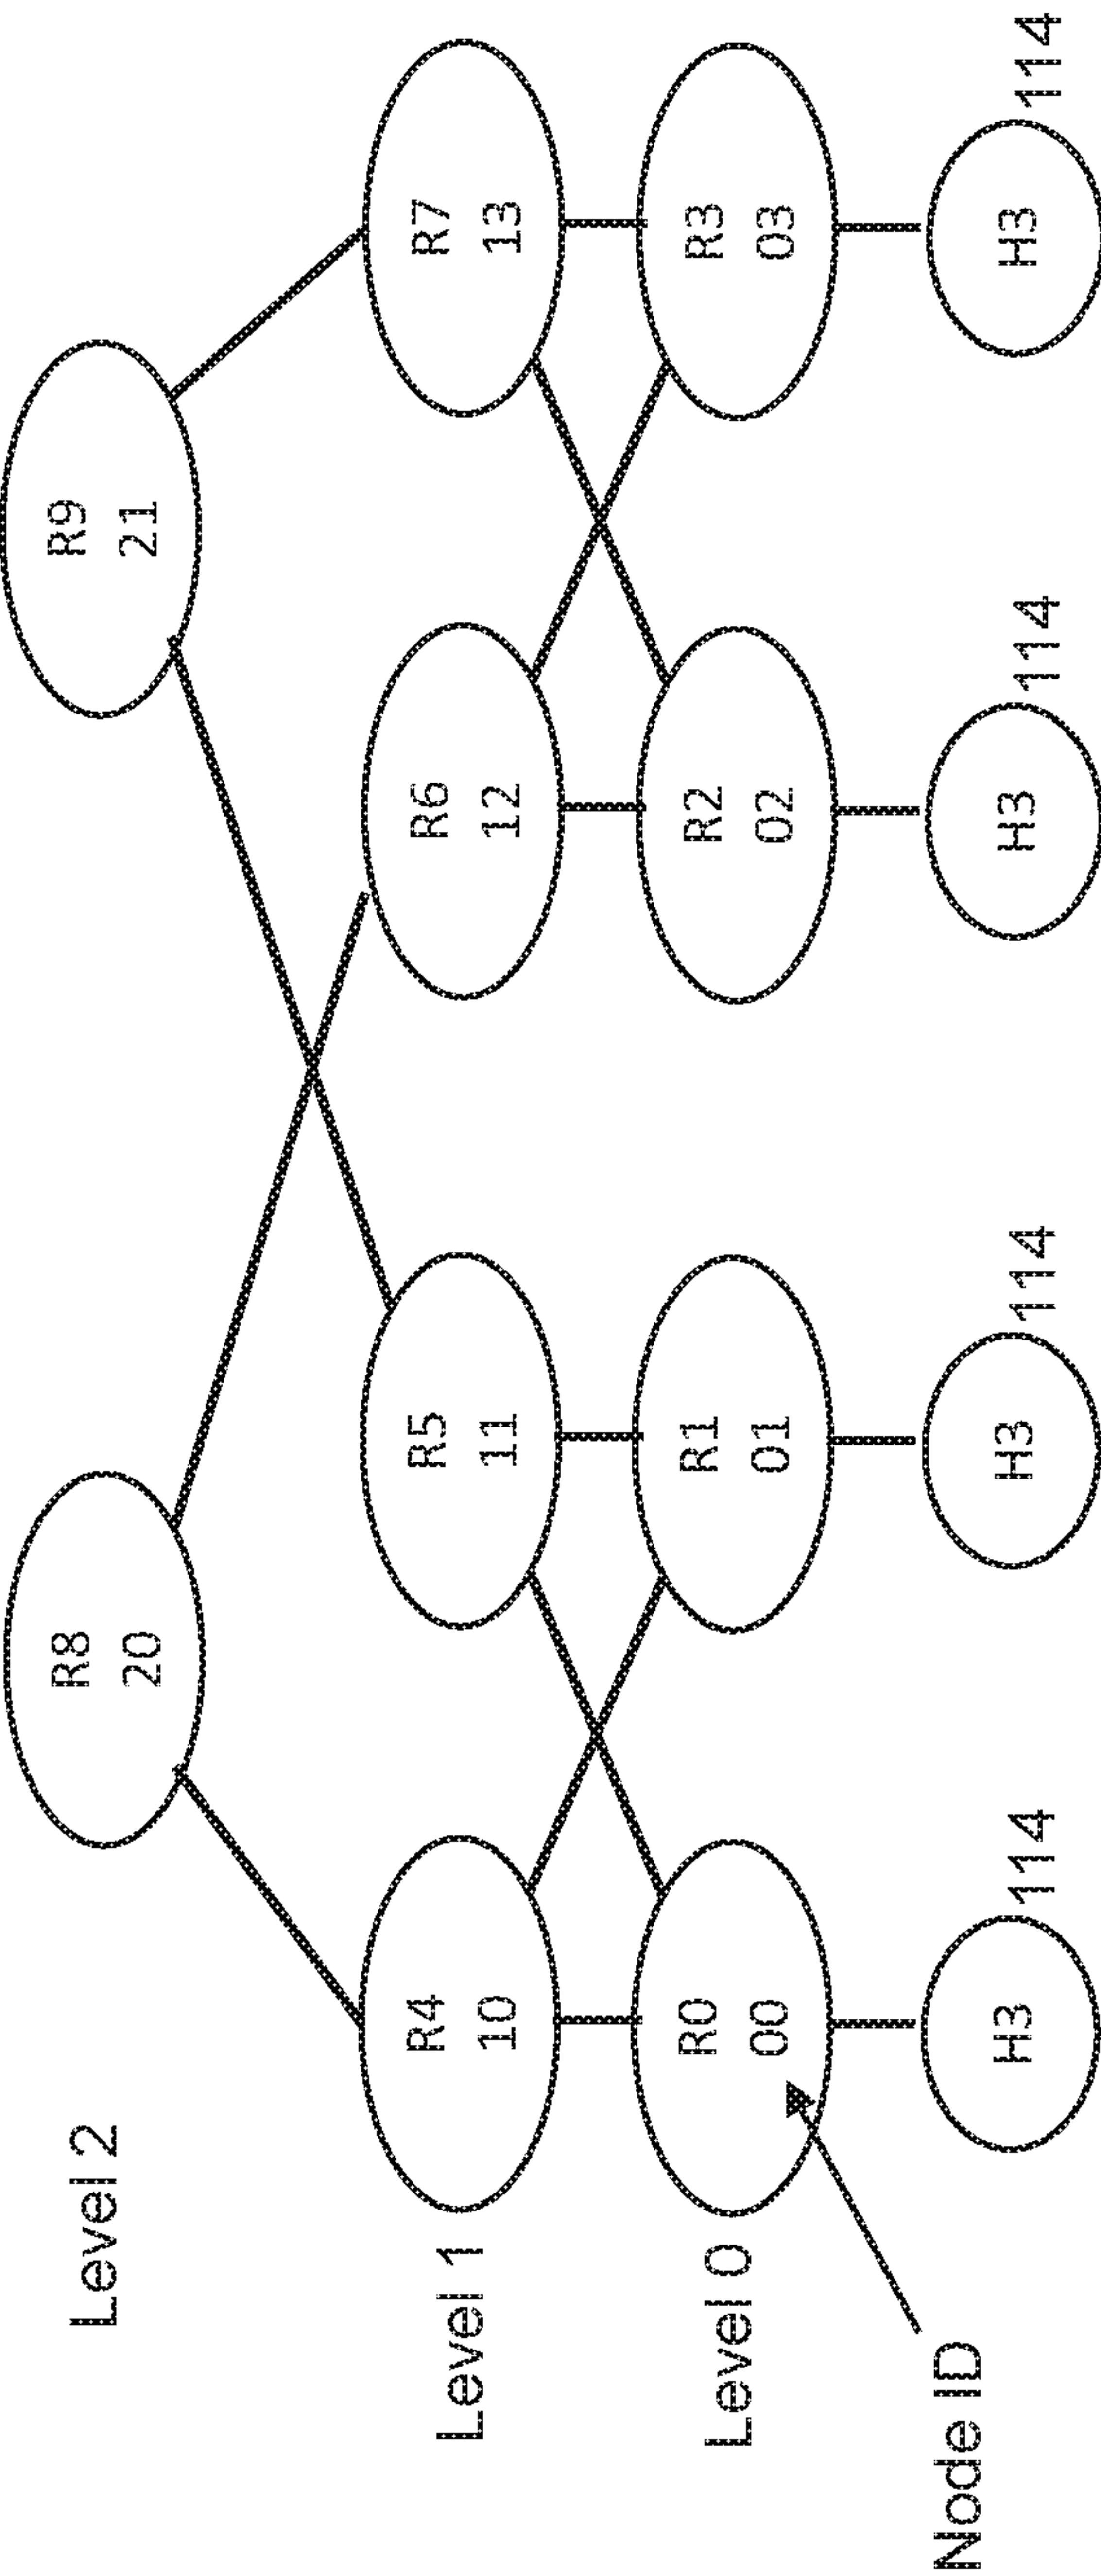 Level 2
R8
20
R9
21
Level 1
R4
10
R5
11
R6
12
R7
13
Level 0
R0
00
R1
01
R2
02
R3
03
Node ID
H3
114
H3
114
H3
114
H3
114